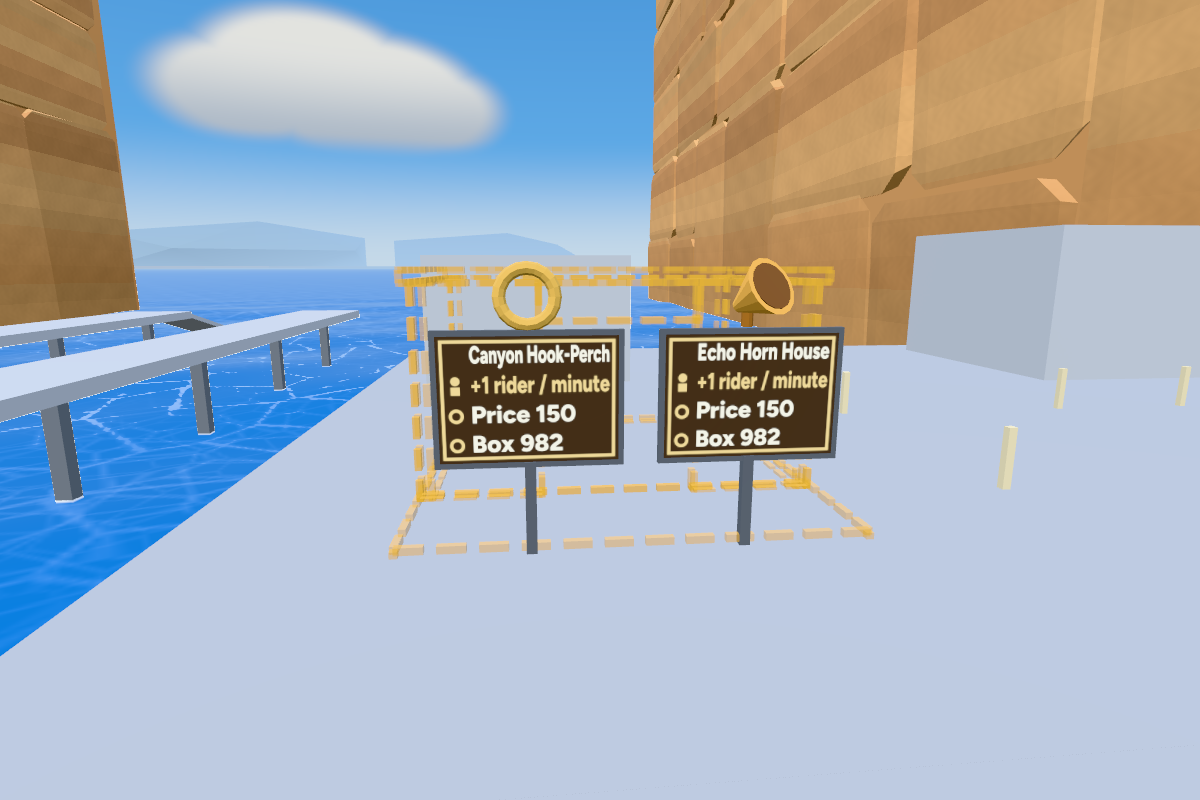 Canyon Hook-Perch
+1 rider / minute
Price 150
Box 982
Echo Horn House
+1 rider / minute
Price 150
Box 982